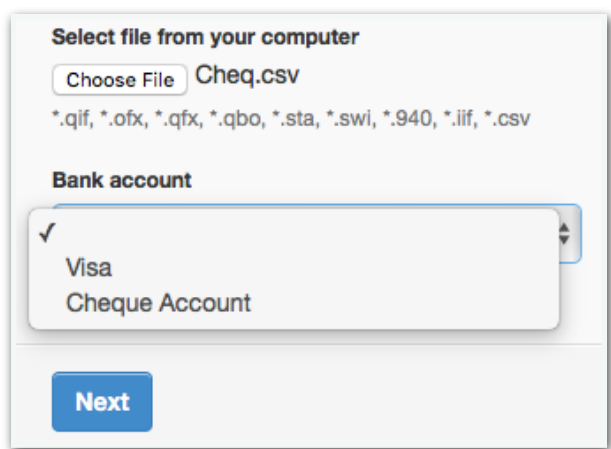 Select file from your computer
Choose File Cheq.csv
*.qif, *.ofx, *.qfx, *.qbo, *.sta, *.swi, *.940, *.iif, *.csv
Bank account
✓
Visa
Cheque Account
Next